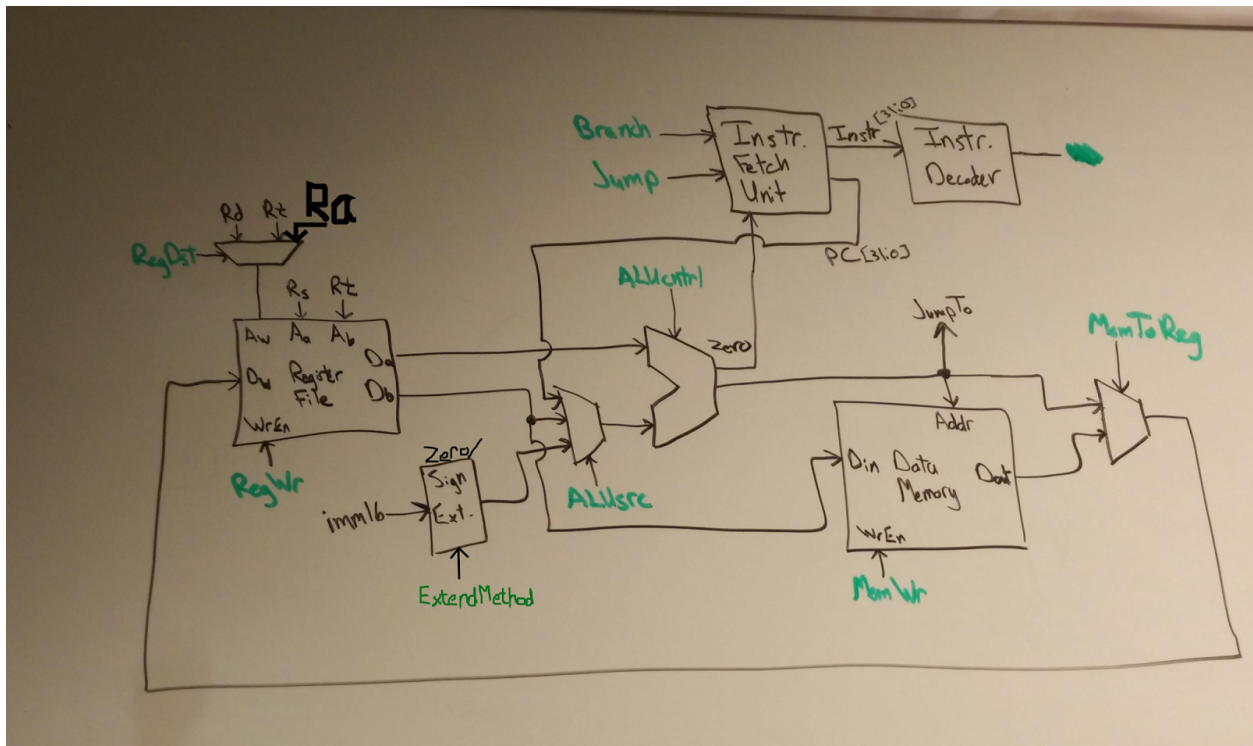 Branch
Jump
Instr.
Fetch
Unit
Instr
[31:0]
Instr.
Decoder
Rd
Rt
Ra
RegDst
PC[31:0]
ALUcntrl
Rs
Rt
Aw
Aa
Ab
Da
Dw
Register
File
Db
WrEn
RegWr
Zero
JumpTo
MemToReg
Zero/
Sign
Ext.
imm16
ExtendMethod
ALUsrc
Addr
Din
Data
Memory
Dout
WrEn
MemWr